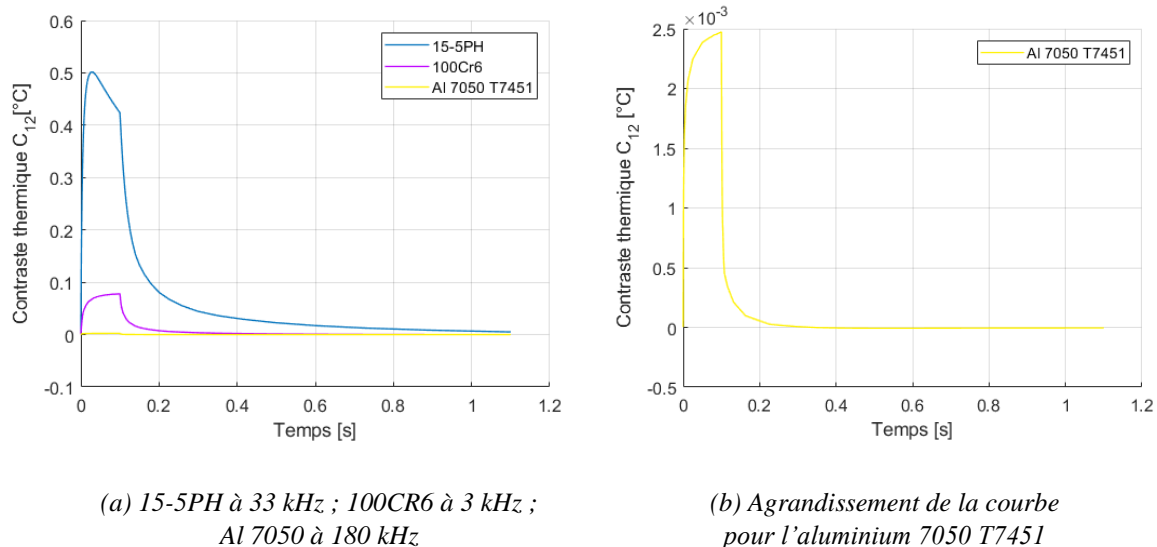 0.6
0.5
0.4
0.3
0.2
0.1
0
-0.1
Contraste thermique C12[°C]
15-5PH
100Cr6
Al 7050 T7451
0 0.2 0.4 0.6 0.8 1 1.2
Temps [s]
(a) 15-5PH à 33 kHz ; 100CR6 à 3 kHz ;
Al 7050 à 180 kHz
×10-3
2.5
2
1.5
1
0.5
0
-0.5
Contraste thermique C12 [°C]
Al 7050 T7451
0 0.2 0.4 0.6 0.8 1 1.2
Temps [s]
(b) Agrandissement de la courbe
pour l'aluminium 7050 T7451